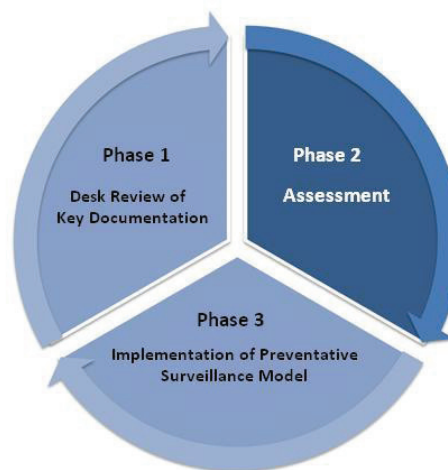 Phase 1
Desk Review of
Key Documentation
Phase 2
Assessment
Phase 3
Implementation of Preventative
Surveillance Model